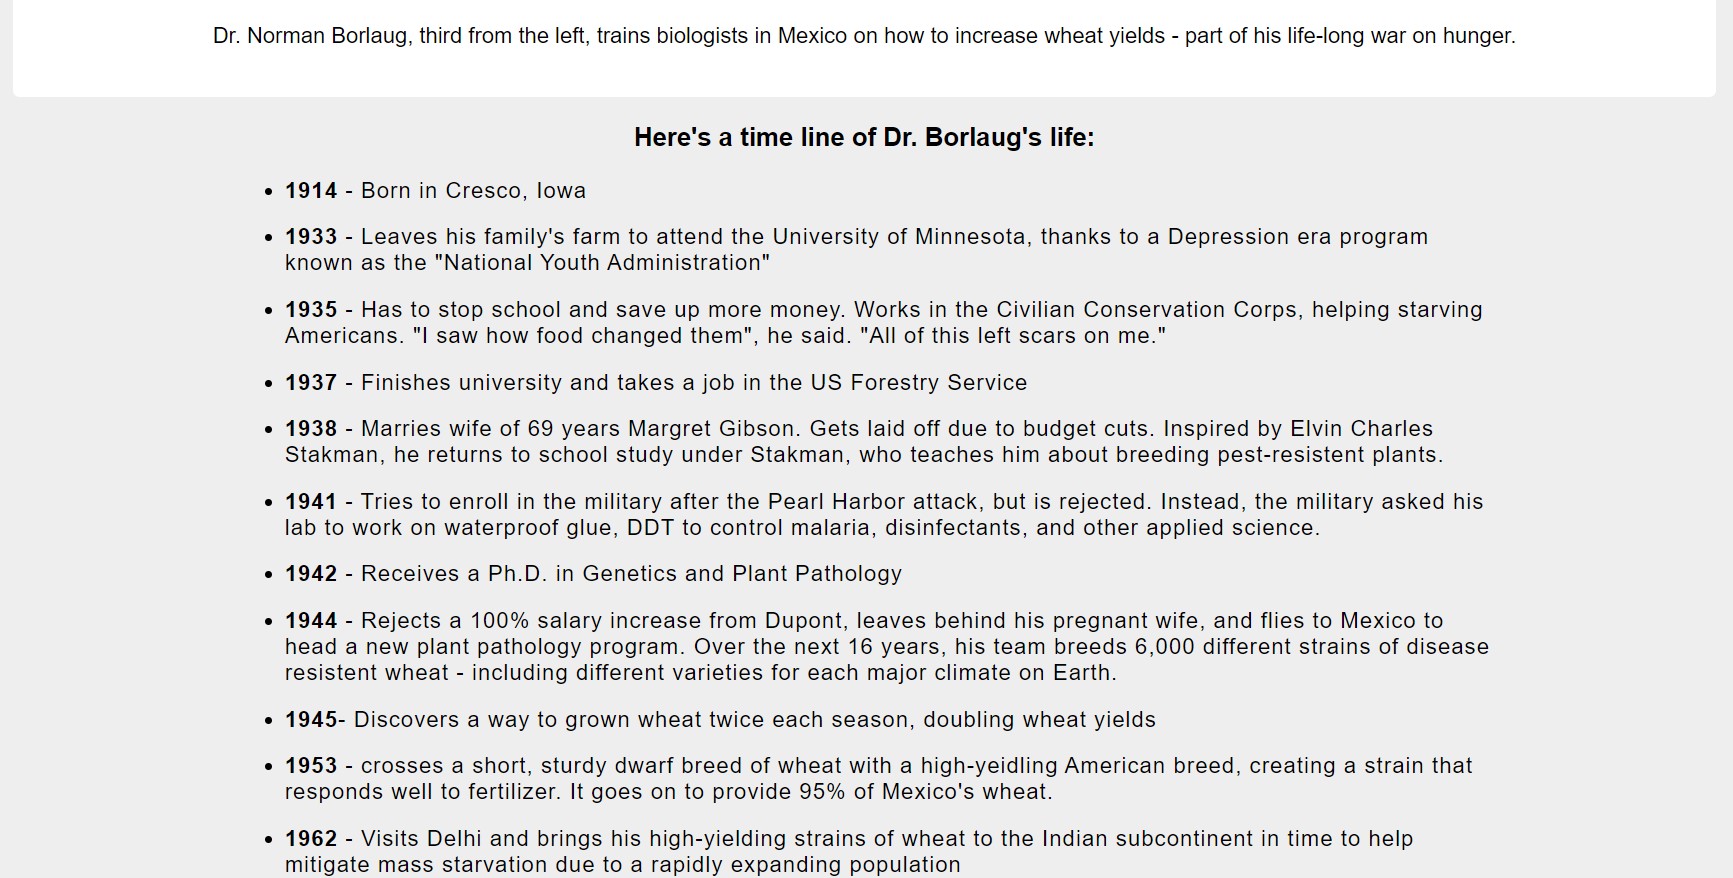 Dr. Norman Borlaug, third from the left, trains biologists in Mexico on how to increase wheat yields - part of his life-long war on hunger.
Here's a time line of Dr. Borlaug's life:
• 1914 - Born in Cresco, Iowa
• 1933 - Leaves his family's farm to attend the University of Minnesota, thanks to a Depression era program
known as the "National Youth Administration"
• 1935 - Has to stop school and save up more money. Works in the Civilian Conservation Corps, helping starving
Americans. "I saw how food changed them", he said. "All of this left scars on me."
• 1937 - Finishes university and takes a job in the US Forestry Service
• 1938 - Marries wife of 69 years Margret Gibson. Gets laid off due to budget cuts. Inspired by Elvin Charles
Stakman, he returns to school study under Stakman, who teaches him about breeding pest-resistent plants.
• 1941 - Tries to enroll in the military after the Pearl Harbor attack, but is rejected. Instead, the military asked his
lab to work on waterproof glue, DDT to control malaria, disinfectants, and other applied science.
• 1942 - Receives a Ph.D. in Genetics and Plant Pathology
• 1944 - Rejects a 100% salary increase from Dupont, leaves behind his pregnant wife, and flies to Mexico to
head a new plant pathology program. Over the next 16 years, his team breeds 6,000 different strains of disease
resistent wheat - including different varieties for each major climate on Earth.
• 1945- Discovers a way to grown wheat twice each season, doubling wheat yields
• 1953 - crosses a short, sturdy dwarf breed of wheat with a high-yeidling American breed, creating a strain that
responds well to fertilizer. It goes on to provide 95% of Mexico's wheat.
• 1962 - Visits Delhi and brings his high-yielding strains of wheat to the Indian subcontinent in time to help
mitigate mass starvation due to a rapidly expanding population